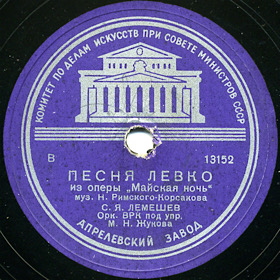 КОМИТЕТ ПО ДЕЛАМ ИСКУССТВ ПРИ СОВЕТЕ МИНИСТРОВ СССР
В 13152
ПЕСНЯ ЛЕВКО
из оперы „Майская ночь"
муз. Н. Римского-Корсакова
С. Я. ЛЕМЕШЕВ
Орк. ВРК под упр.
М. Н. Жукова
АПРЕЛЕВСКИЙ ЗАВОД